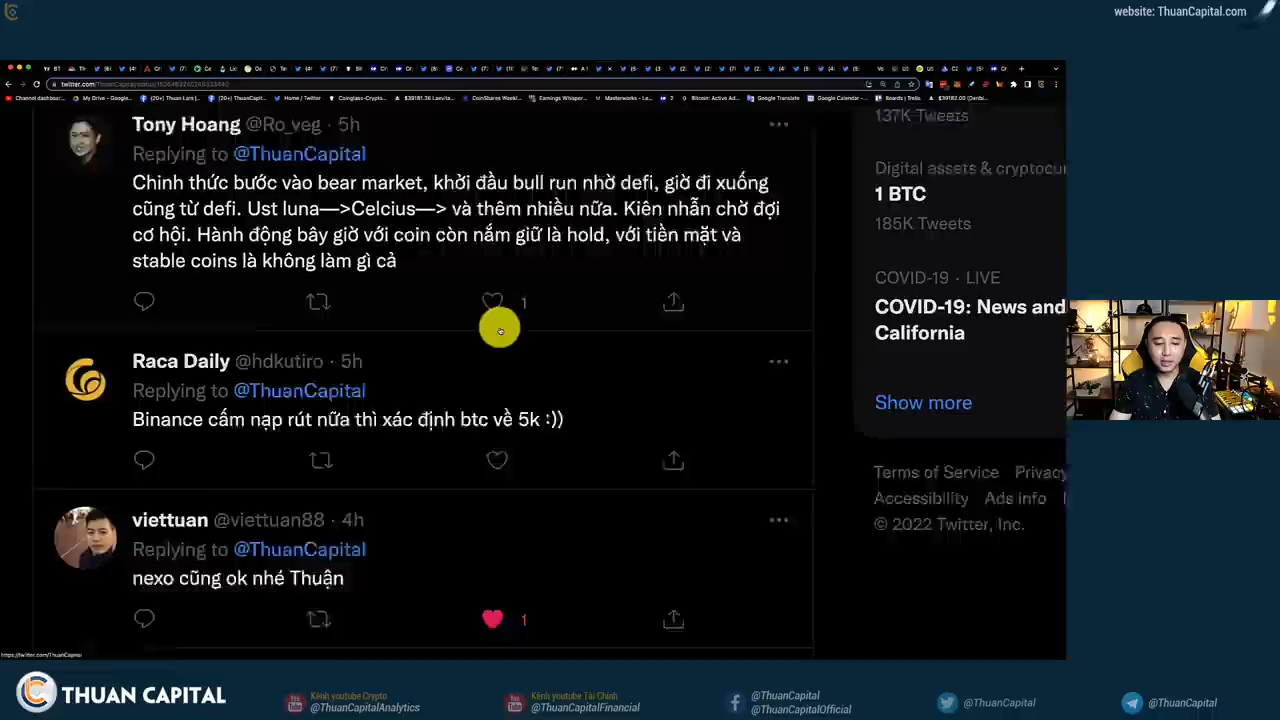 website: ThuanCapital.com
Tony Hoang @Ro_veg · 5h
Replying to @ThuanCapital
Chinh thức bước vào bear market, khởi đầu bull run nhờ defi, giờ đi xuống
cũng từ defi. Ust luna—>Celcius—> và thêm nhiều nữa. Kiên nhẫn chờ đợi
cơ hội. Hành động bây giờ với coin còn nắm giữ là hold, với tiền mặt và
stable coins là không làm gì cả
1
Raca Daily @hdkutiro · 5h
Replying to @ThuanCapital
Binance cấm nạp rút nữa thì xác định btc về 5k :))
viettuan @viettuan88 · 4h
Replying to @ThuanCapital
nexo cũng ok nhé Thuận
1
137K Tweets
Digital assets & cryptocu
1 BTC
185K Tweets
COVID-19 · LIVE
COVID-19: News and
California
Show more
Terms of Service Privacy
Accessibility Ads info
© 2022 Twitter, Inc.
https://twitter.com/ThuanCapital
THUAN CAPITAL
Kênh youtube Crypto
@ThuanCapitalAnalytics
Kênh youtube Tài Chính
@ThuanCapitalFinancial
@ThuanCapital
@ThuanCapitalOfficial
@ThuanCapital
@ThuanCapital